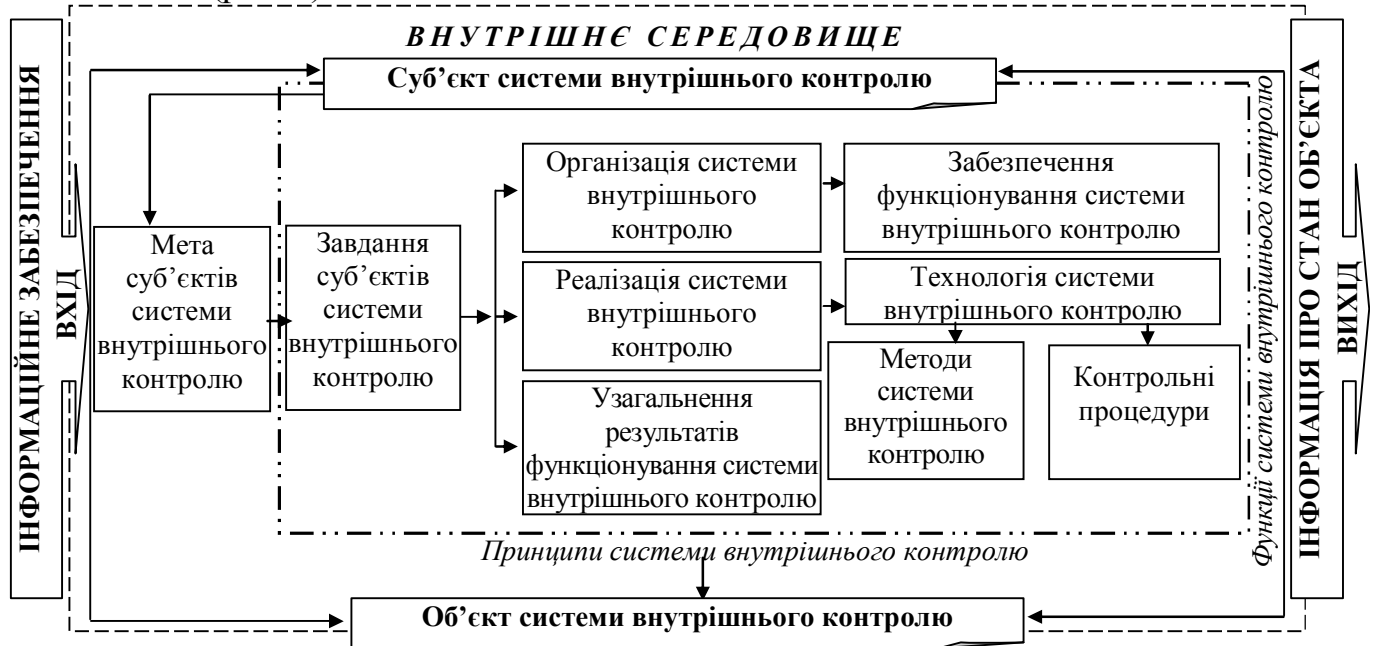 ВНУТРІШНЄ СЕРЕДОВИЩЕ
Суб’єкт системи внутрішнього контролю
ІНФОРМАЦІЙНЕ ЗАБЕЗПЕЧЕННЯ
ВХІД
Мета
суб’єктів
системи
внутрішнього
контролю
Завдання
суб’єктів
системи
внутрішнього
контролю
Організація системи
внутрішнього
контролю
Забезпечення
функціонування системи
внутрішнього контролю
Реалізація системи
внутрішнього
контролю
Технологія системи
внутрішнього контролю
Методи
системи
внутрішнього
контролю
Контрольні
процедури
Узагальнення
результатів
функціонування системи
внутрішнього контролю
Функції системи внутрішнього контролю
ІНФОРМАЦІЯ ПРО СТАН ОБ’ЄКТА
ВИХІД
Принципи системи внутрішнього контролю
Об’єкт системи внутрішнього контролю